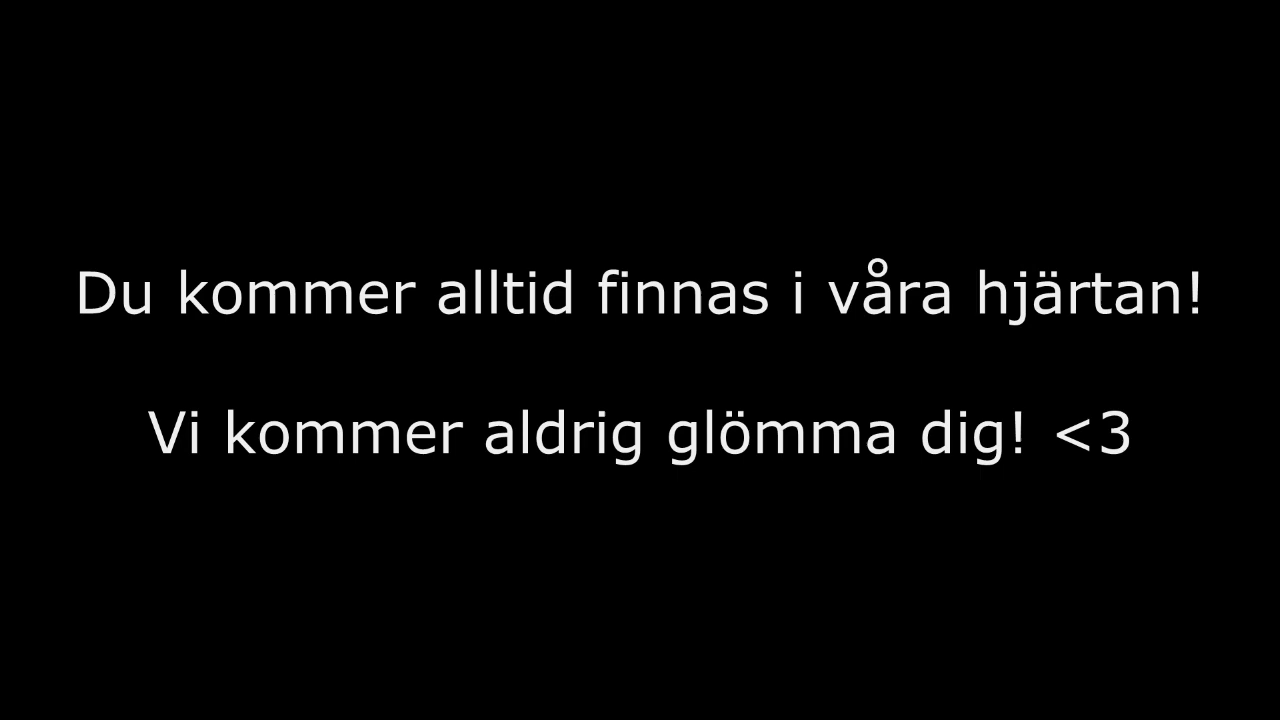 Du kommer alltid finnas i våra hjärtan!
Vi kommer aldrig glömma dig! <3